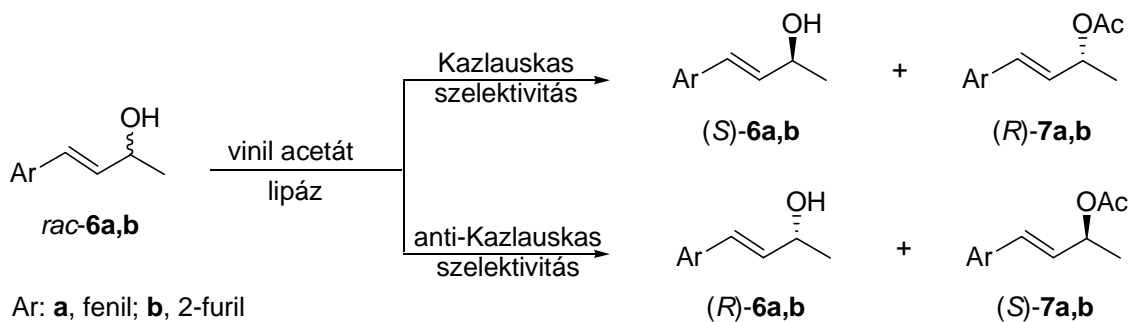 OH
OAc
Kazlauskas
szelektivitás
Ar
+
Ar
OH
(S)-6a,b
(R)-7a,b
Ar
vinil acetát
lipáz
OH
OAc
rac-6a,b
anti-Kazlauskas
szelektivitás
Ar
+
Ar
Ar: a, fenil; b, 2-furil
(R)-6a,b
(S)-7a,b